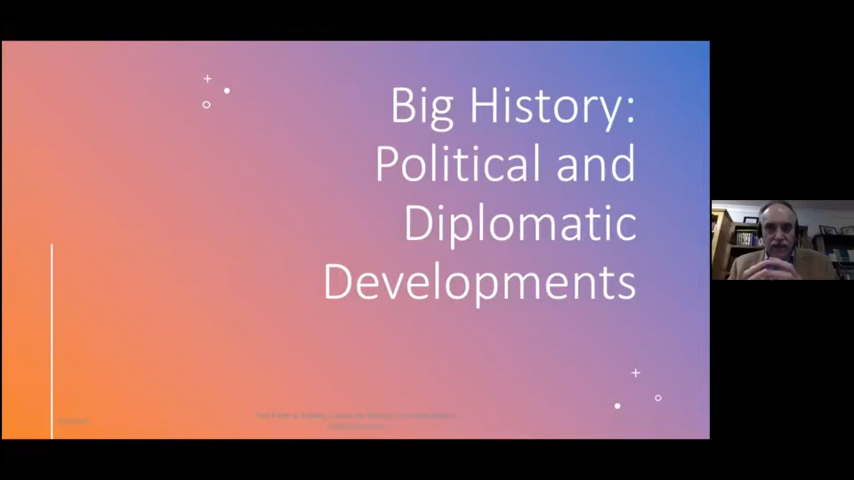 Big History:
Political and
Diplomatic
Developments